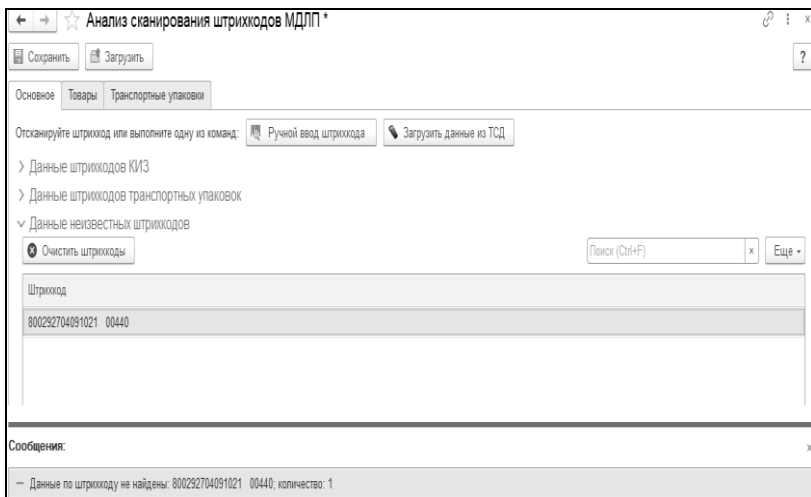 Анализ сканирования штрихкодов МДЛП *
Сохранить Загрузить ?
Основное Товары Транспортные упаковки
Отсканируйте штрихкод или выполните одну из команд: Ручной ввод штрихкода Загрузить данные из ТСД
Данные штрихкодов КИЗ
Данные штрихкодов транспортных упаковок
Данные неизвестных штрихкодов
Очистить штрихкоды Поиск (Ctrl+F) x Еще
Штрихкод
800292704091021 00440
Сообщения:
— Данные по штрихкоду не найдены: 800292704091021 00440; количество: 1